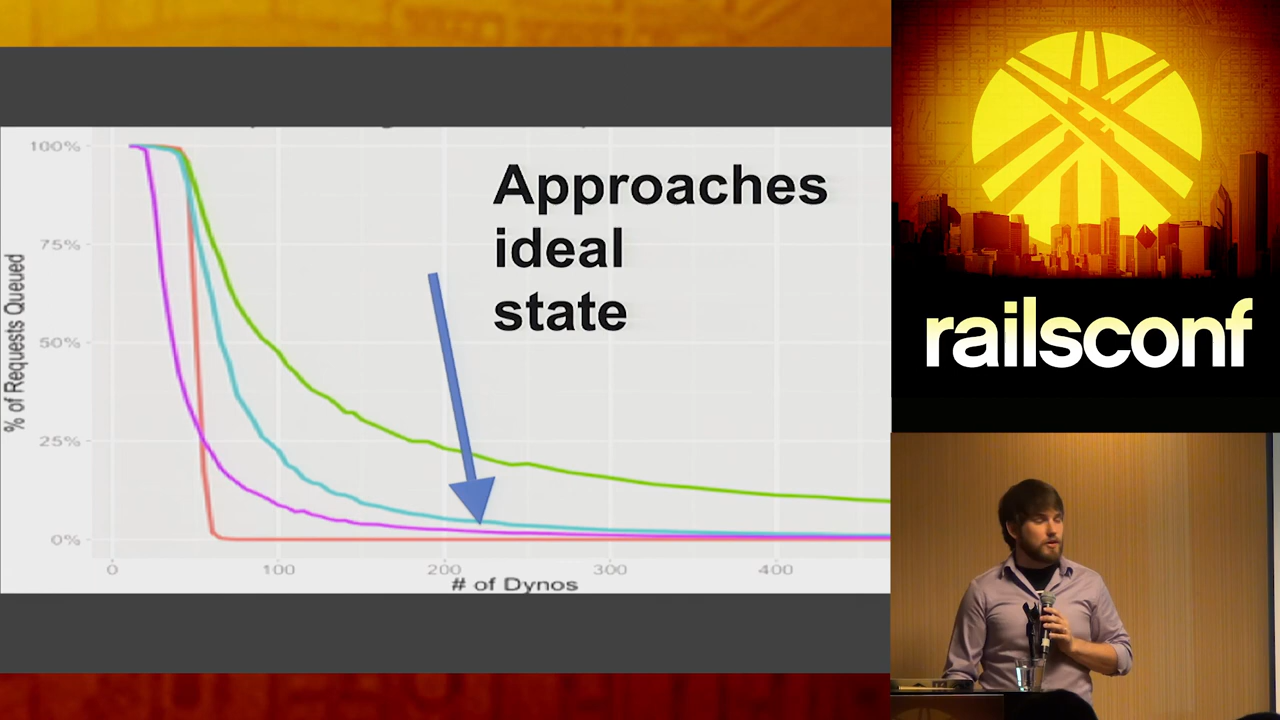 100%
75%
50%
25%
0%
% of Requests Queued
0
100
200
300
400
# of Dynos
Approaches
ideal
state
railsconf